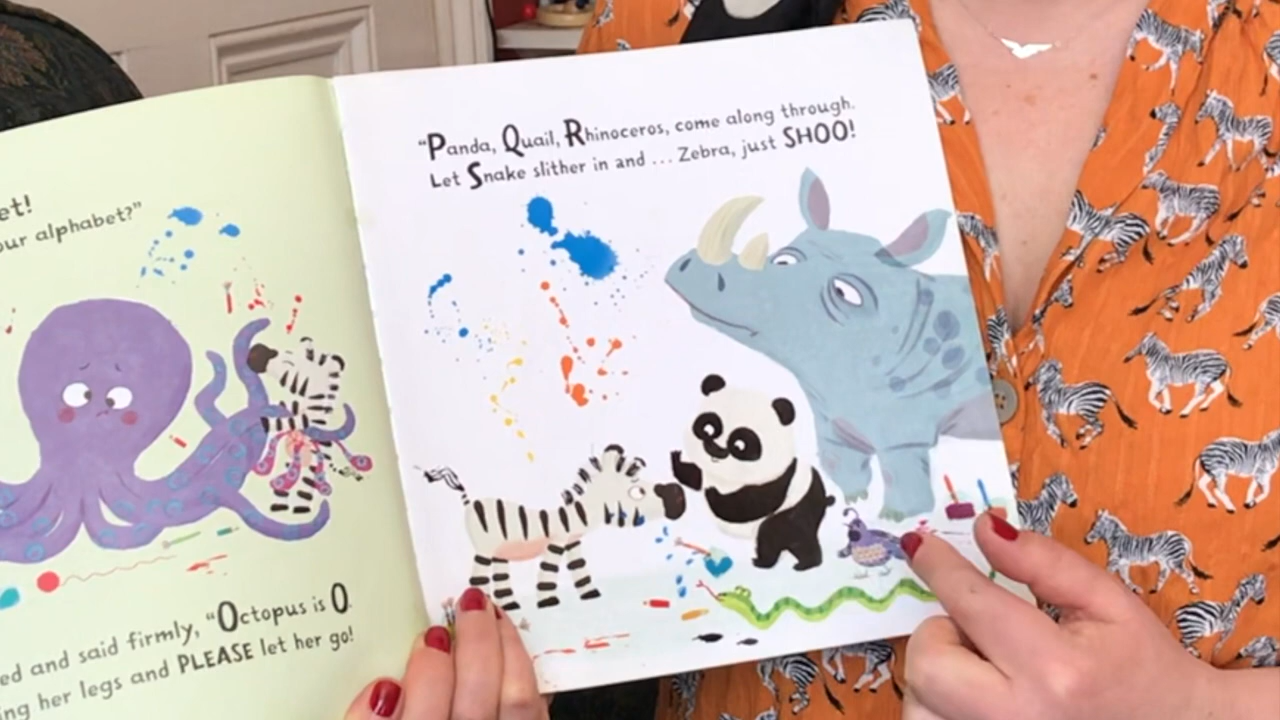 et!
our alphabet?”
ed and said firmly, “Octopus is O.
ng her legs and PLEASE let her go!
“Panda, Quail, Rhinoceros, come along through.
Let Snake slither in and ... Zebra, just SHOO!